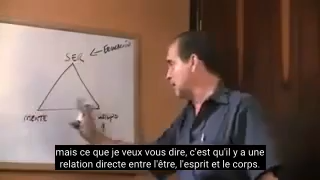 SER
MENTE
mais ce que je veux vous dire, c'est qu'il y a une
relation directe entre l'être, l'esprit et le corps.